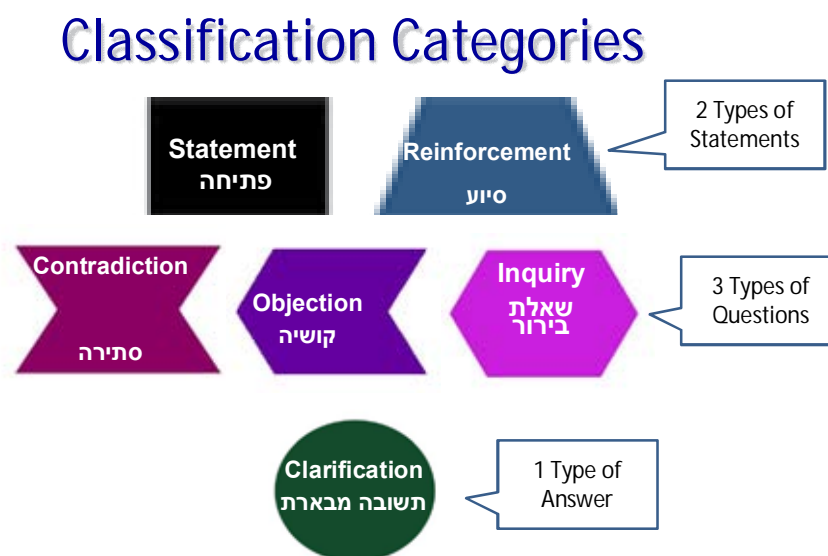 Classification Categories
Statement
פתיחה
Reinforcement
סיוע
2 Types of
Statements
Contradiction
סתירה
Objection
קושיה
Inquiry
שאלת
בירור
3 Types of
Questions
Clarification
תשובה מבארת
1 Type of
Answer